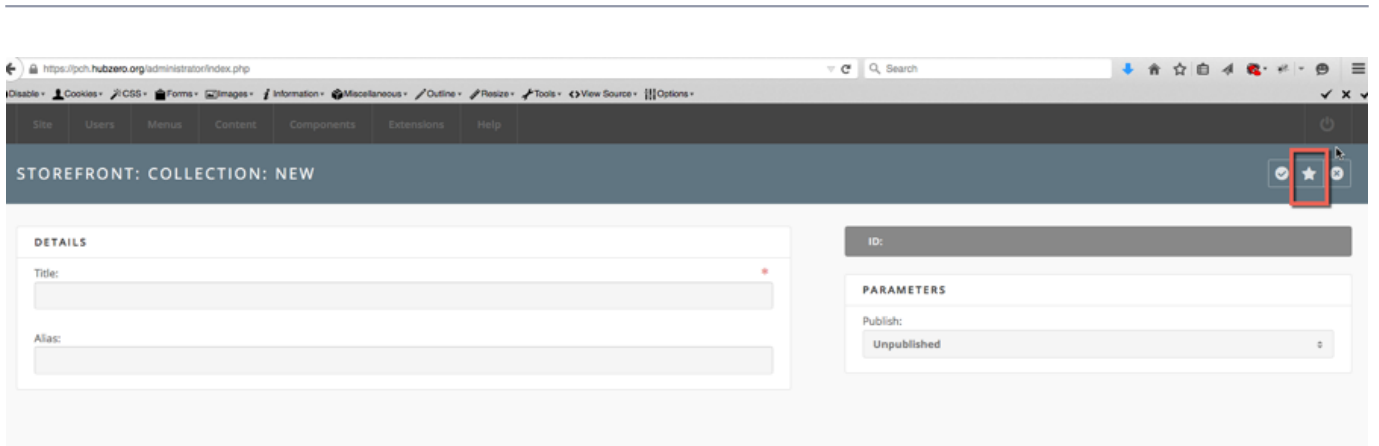 https://pch.hubzero.org/administrator/index.php
Search
Disable Cookies CSS Forms Images Information Miscellaneous Outline Resize Tools View Source Options
Site Users Menus Content Components Extensions Help
STOREFRONT: COLLECTION: NEW
DETAILS
Title: *
Alias:
ID:
PARAMETERS
Publish:
Unpublished